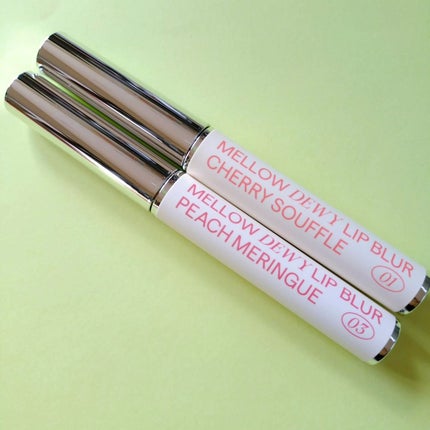 MELLOW DEWY LIP BLUR
CHERRY SOUFFLE
01
MELLOW DEWY LIP BLUR
PEACH MERINGUE
03